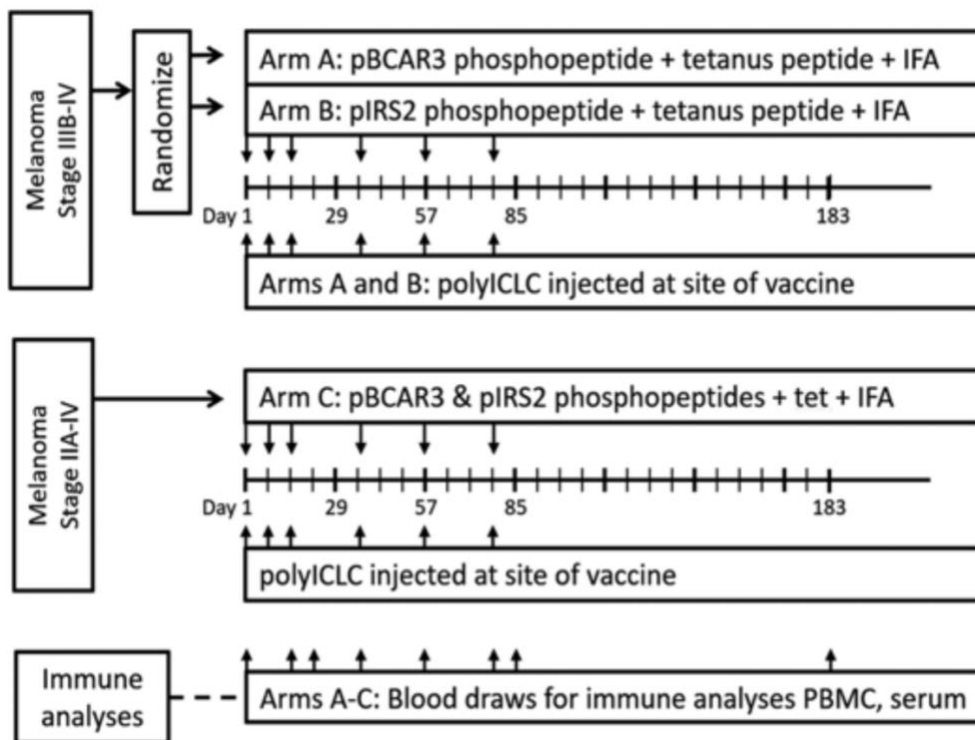 Melanoma
Stage IIIB-IV
Randomize
Arm A: pBCAR3 phosphopeptide + tetanus peptide + IFA
Arm B: pIRS2 phosphopeptide + tetanus peptide + IFA
Day 1 29 57 85 183
Arms A and B: polyICLC injected at site of vaccine
Melanoma
Stage IIA-IV
Arm C: pBCAR3 & pIRS2 phosphopeptides + tet + IFA
Day 1 29 57 85 183
polyICLC injected at site of vaccine
Immune
analyses
Arms A-C: Blood draws for immune analyses PBMC, serum